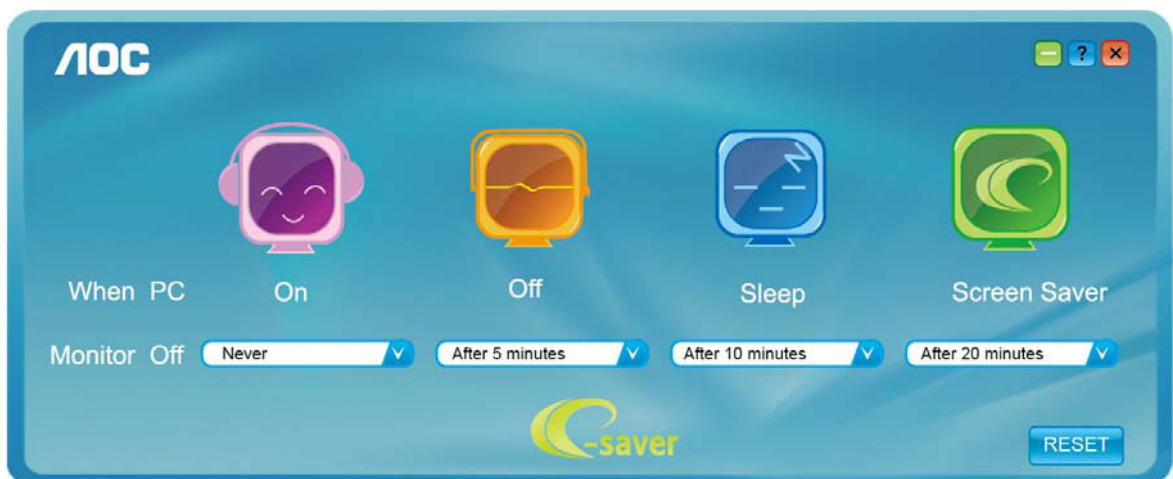 AOC
?
When PC On Off Sleep Screen Saver
Monitor Off Never After 5 minutes After 10 minutes After 20 minutes
e-saver
RESET